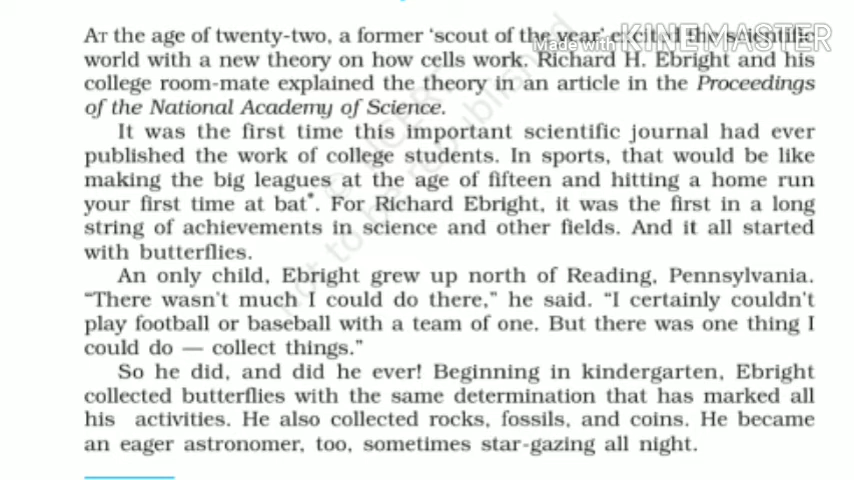 AT the age of twenty-two, a former ‘scout of the year’ excited the scientific
Made with KINEMASTER
world with a new theory on how cells work. Richard H. Ebright and his
college room-mate explained the theory in an article in the Proceedings
of the National Academy of Science.
It was the first time this important scientific journal had ever
published the work of college students. In sports, that would be like
making the big leagues at the age of fifteen and hitting a home run
your first time at bat*. For Richard Ebright, it was the first in a long
string of achievements in science and other fields. And it all started
with butterflies.
An only child, Ebright grew up north of Reading, Pennsylvania.
“There wasn't much I could do there,” he said. “I certainly couldn't
play football or baseball with a team of one. But there was one thing I
could do — collect things.”
So he did, and did he ever! Beginning in kindergarten, Ebright
collected butterflies with the same determination that has marked all
his activities. He also collected rocks, fossils, and coins. He became
an eager astronomer, too, sometimes star-gazing all night.
© NCERT
not to be republished